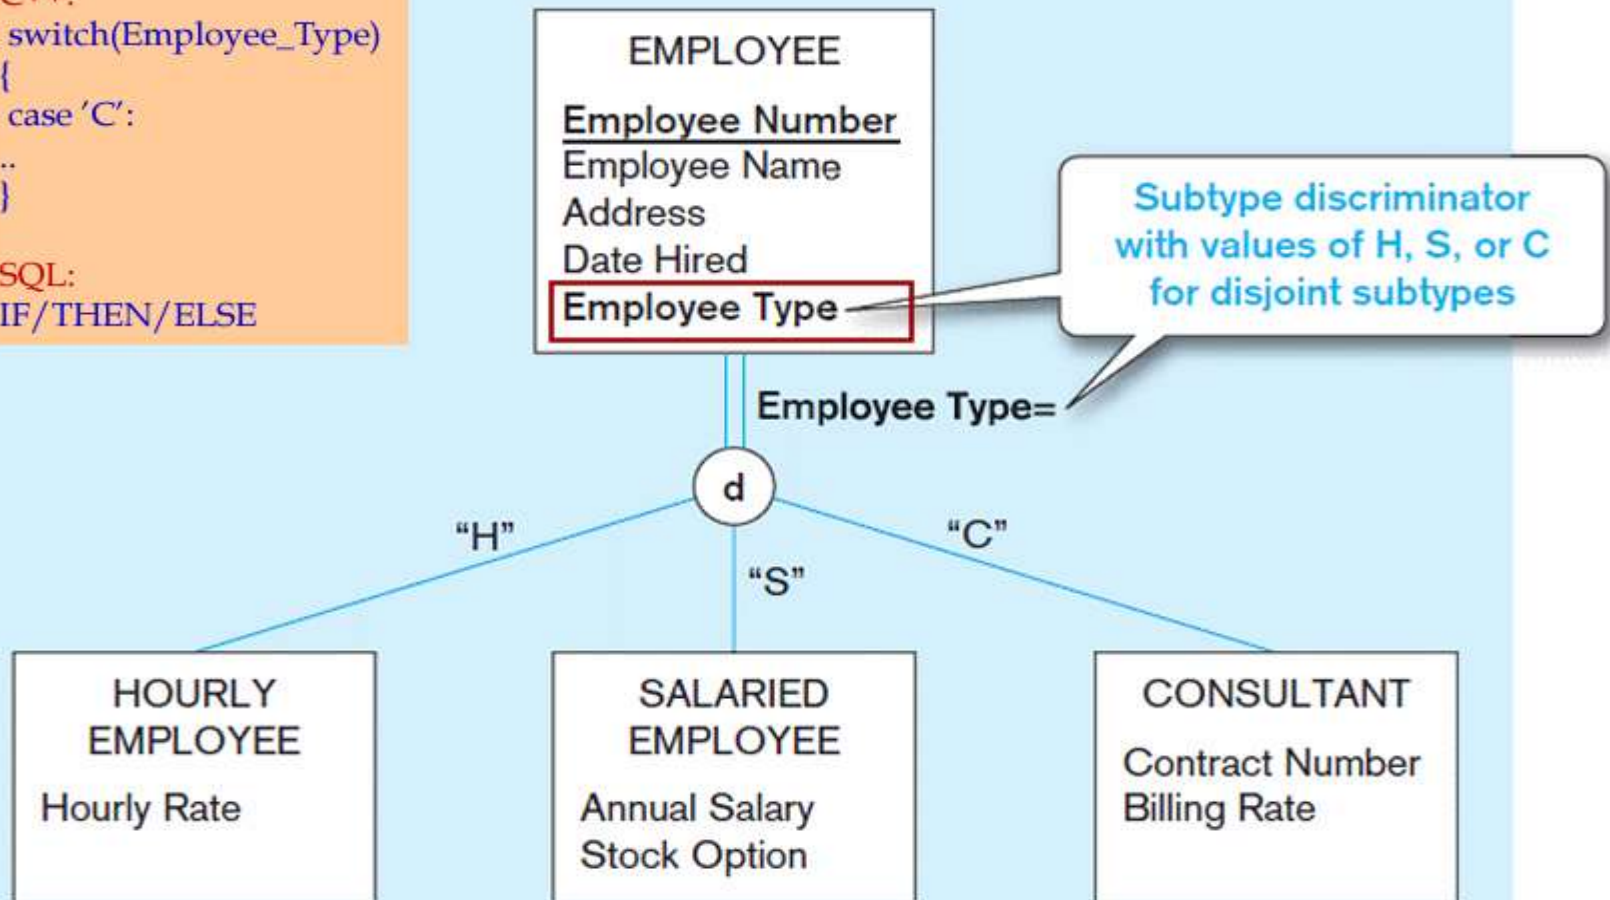 switch(Employee_Type)
{
case 'C':
..
}
SQL:
IF/THEN/ELSE
EMPLOYEE
Employee Number
Employee Name
Address
Date Hired
Employee Type
Subtype discriminator
with values of H, S, or C
for disjoint subtypes
Employee Type=
d
“H”
“S”
“C”
HOURLY
EMPLOYEE
Hourly Rate
SALARIED
EMPLOYEE
Annual Salary
Stock Option
CONSULTANT
Contract Number
Billing Rate